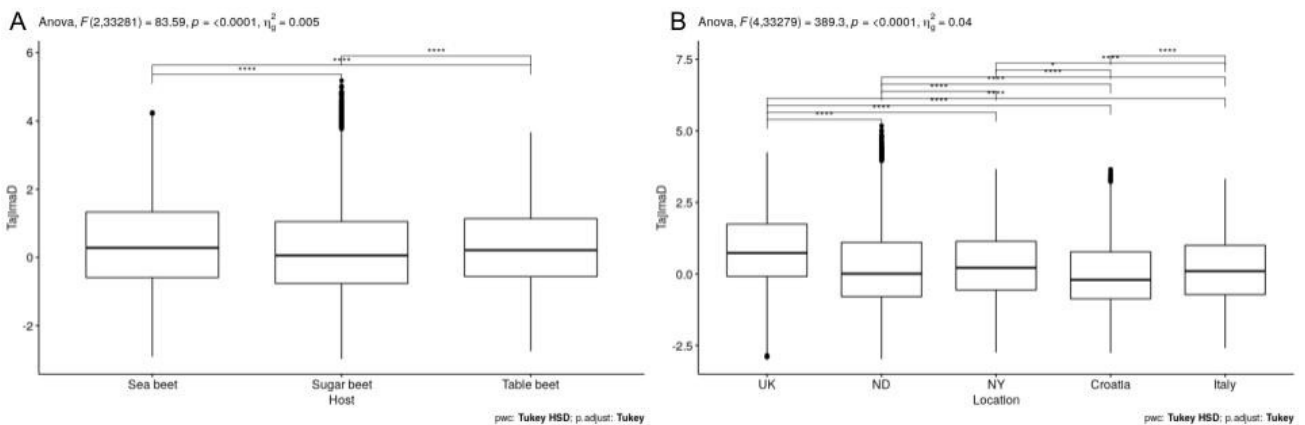 A
Anova, F(2,33281) = 83.59, p = <0.0001, η²g = 0.005
TajimaD
6
4
2
0
-2
****
****
****
Sea beet
Sugar beet
Table beet
Host
pwc: Tukey HSD; p.adjust: Tukey
B
Anova, F(4,33279) = 389.3, p = <0.0001, η²g = 0.04
TajimaD
7.5
5.0
2.5
0.0
-2.5
****
****
*
****
****
****
****
****
****
****
UK
ND
NY
Croatia
Italy
Location
pwc: Tukey HSD; p.adjust: Tukey